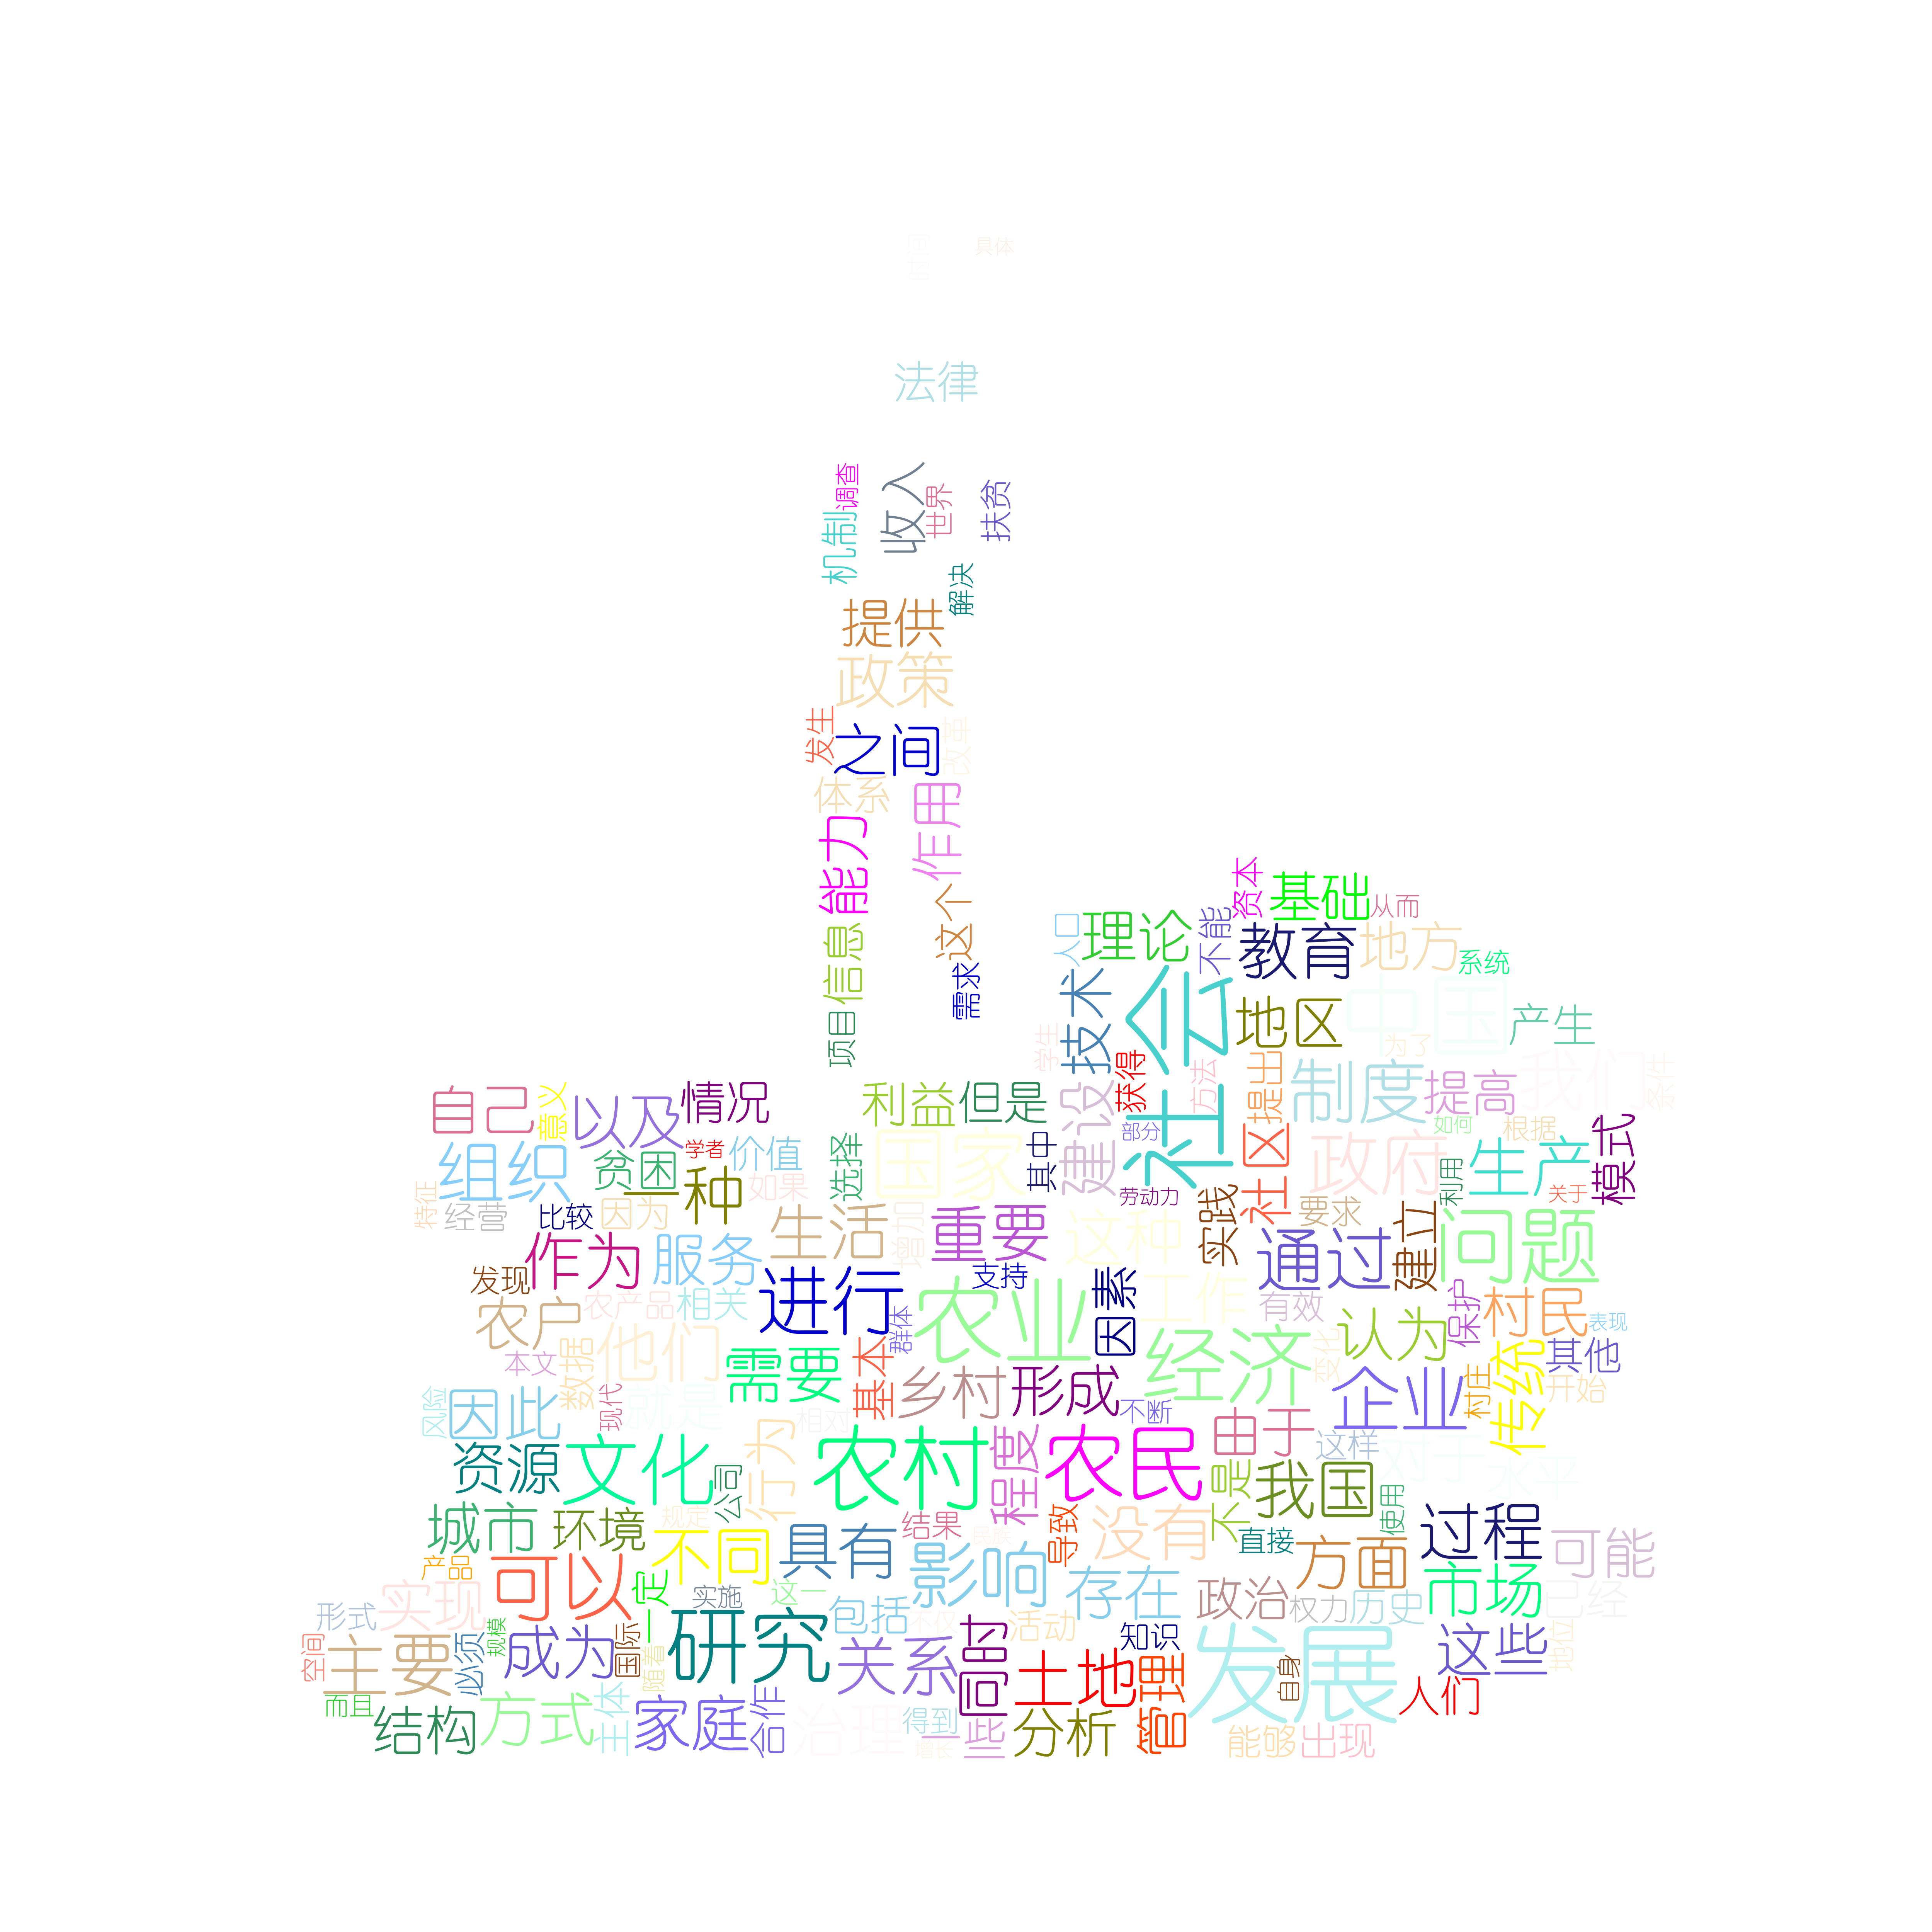 具体
法律
调查
收入
世界
扶贫
机制
解决
提供
政策
发生
之间
改革
体系
作用
能力
这个
信息
需求
项目
资本
基础
从而
人口
理论
不能
教育
地方
系统
技术
社会
地区
中国
产生
学生
为了
获得
方法
提出
制度
提高
我们
条件
自己
意义
以及
情况
利益
但是
建设
部分
社区
如何
根据
模式
组织
贫困
学者
价值
一种
如果
选择
国家
其中
政府
利用
生产
关于
劳动力
特征
经营
比较
因为
生活
增加
重要
这种
实践
要求
建立
问题
作为
服务
通过
发现
进行
支持
农业
因素
工作
有效
保护
村民
表现
农户
农产品
相关
群体
经济
变化
认为
传统
其他
本文
数据
他们
需要
基本
乡村
形成
企业
村庄
开始
风险
因此
现代
相对
不断
由于
这样
资源
文化
公司
行为
农村
程度
农民
不是
我国
使用
水平
城市
环境
规定
不同
具有
结果
导致
没有
直接
方面
过程
可能
产品
实现
可以
一定
实施
这一
影响
存在
政治
权力
历史
市场
已经
形式
包括
活动
空间
主要
必须
规模
成为
国际
随着
研究
关系
同时
知识
土地
管理
发展
自身
这些
地位
人们
而且
结构
方式
主体
家庭
合作
治理
得到
一些
分析
能够
出现